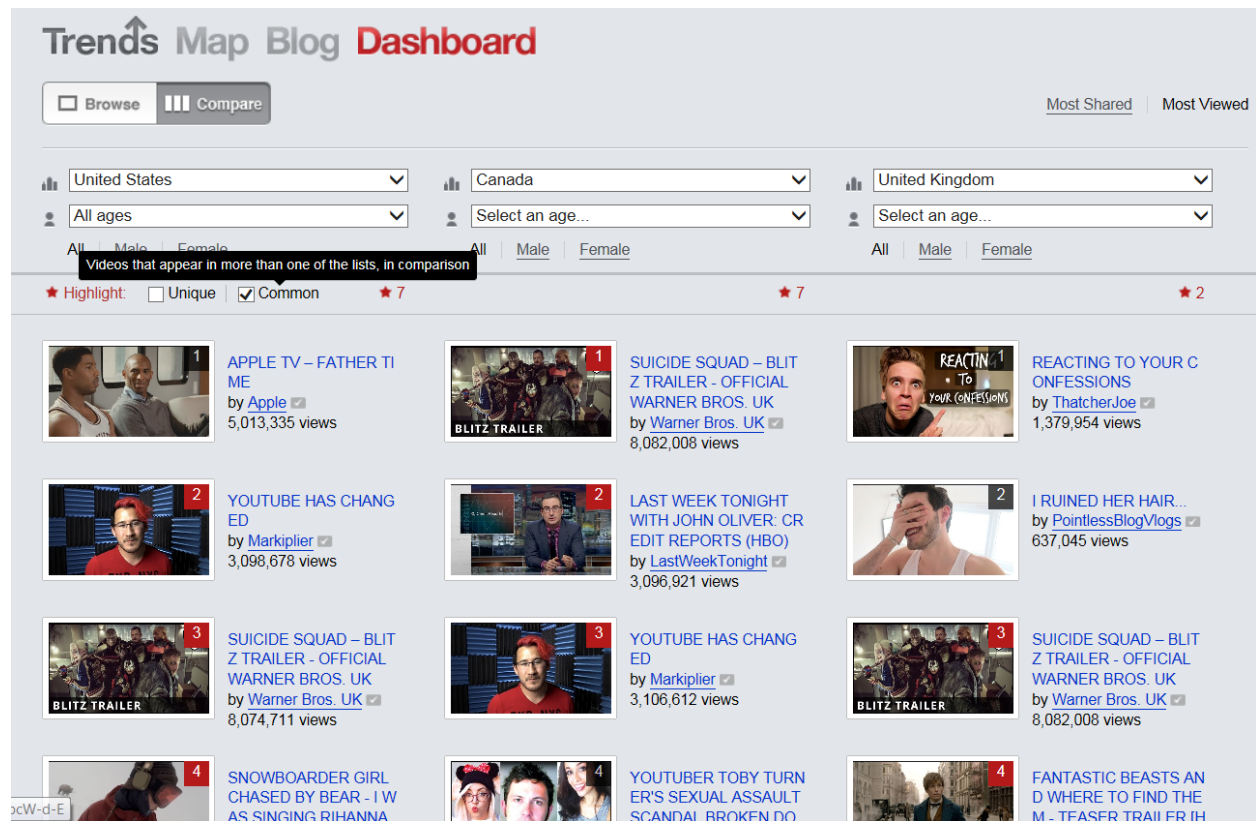 Trends Map Blog Dashboard
Browse Compare
Most Shared Most Viewed
United States
Canada
United Kingdom
All ages
Select an age...
Select an age...
All Male Female
All Male Female
All Male Female
Videos that appear in more than one of the lists, in comparison
Highlight: Unique Common 7
7
2
1
APPLE TV – FATHER TI
ME
by Apple
5,013,335 views
1
BLITZ TRAILER
SUICIDE SQUAD – BLIT
Z TRAILER - OFFICIAL
WARNER BROS. UK
by Warner Bros. UK
8,082,008 views
1
REACTING
TO
YOUR CONFESSIONS
REACTING TO YOUR C
ONFESSIONS
by ThatcherJoe
1,379,954 views
2
YOUTUBE HAS CHANG
ED
by Markiplier
3,098,678 views
2
LAST WEEK TONIGHT
WITH JOHN OLIVER: CR
EDIT REPORTS (HBO)
by LastWeekTonight
3,096,921 views
2
I RUINED HER HAIR...
by PointlessBlogVlogs
637,045 views
3
BLITZ TRAILER
SUICIDE SQUAD – BLIT
Z TRAILER - OFFICIAL
WARNER BROS. UK
by Warner Bros. UK
8,074,711 views
3
YOUTUBE HAS CHANG
ED
by Markiplier
3,106,612 views
3
BLITZ TRAILER
SUICIDE SQUAD – BLIT
Z TRAILER - OFFICIAL
WARNER BROS. UK
by Warner Bros. UK
8,082,008 views
4
SNOWBOARDER GIRL
CHASED BY BEAR - I W
AS SINGING RIHANNA
4
YOUTUBER TOBY TURN
ER'S SEXUAL ASSAULT
SCANDAL BROKEN DO
4
FANTASTIC BEASTS AN
D WHERE TO FIND THE
M - TEASER TRAILER [H